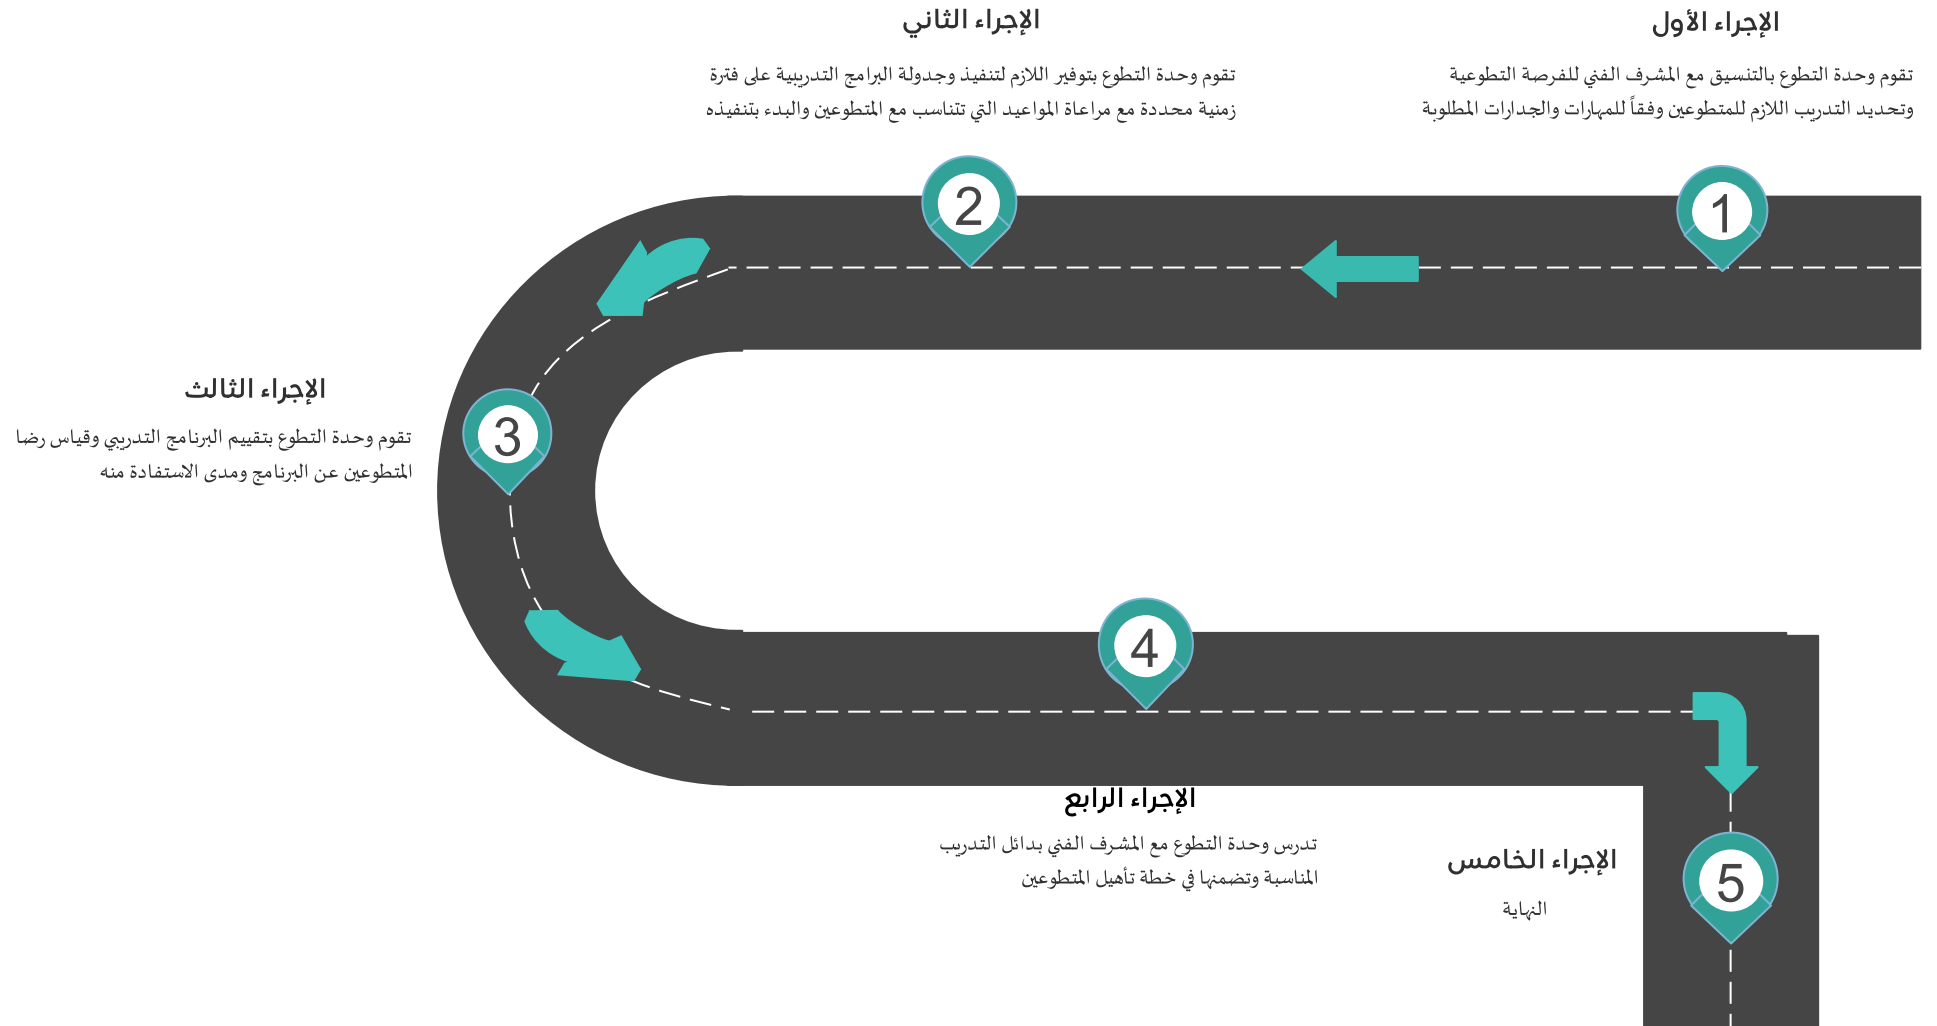 الإجراء الأول
تقوم وحدة التطوع بالتنسيق مع المشرف الفني للفرصة التطوعية
وتحديد التدريب اللازم للمتطوعين وفقاً للمهارات والجدارات المطلوبة
1
الإجراء الثاني
تقوم وحدة التطوع بتوفير اللازم لتنفيذ وجدولة البرامج التدريبية على فترة
زمنية محددة مع مراعاة المواعيد التي تتناسب مع المتطوعين والبدء بتنفيذه
2
الإجراء الثالث
تقوم وحدة التطوع بتقييم البرنامج التدريبي وقياس رضا
المتطوعين عن البرنامج ومدى الاستفادة منه
3
4
الإجراء الرابع
تدرس وحدة التطوع مع المشرف الفني بدائل التدريب
المناسبة وتضمنها في خطة تأهيل المتطوعين
5
الإجراء الخامس
النهاية